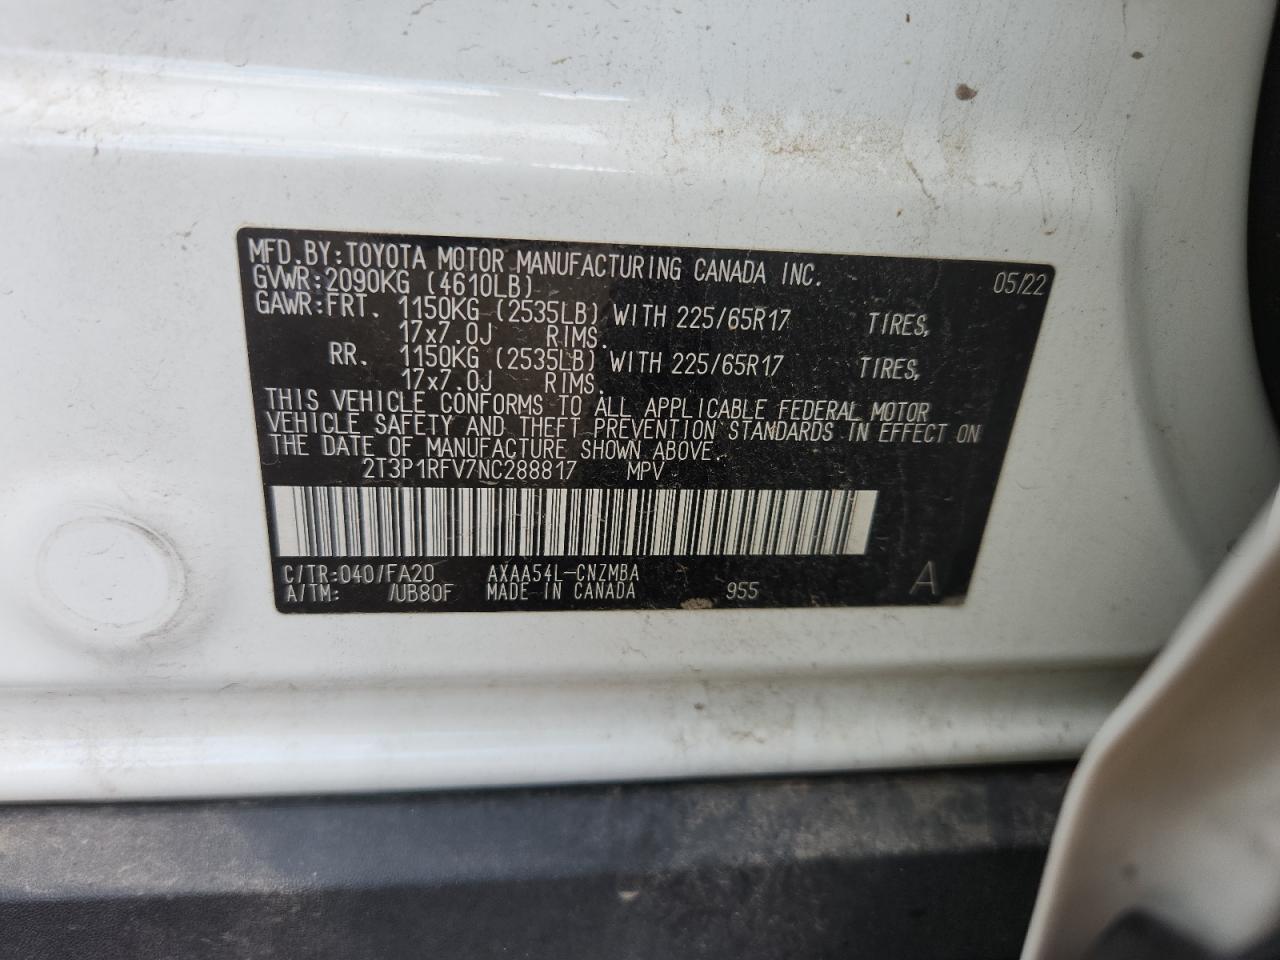 MFD.BY:TOYOTA MOTOR MANUFACTURING CANADA INC. 05/22
GVWR:2090KG (4610LB)
GAWR:FRT. 1150KG (2535LB) WITH 225/65R17 TIRES,
17x7.0J RIMS.
RR. 1150KG (2535LB) WITH 225/65R17 TIRES,
17x7.0J RIMS.
THIS VEHICLE CONFORMS TO ALL APPLICABLE FEDERAL MOTOR
VEHICLE SAFETY AND THEFT PREVENTION STANDARDS IN EFFECT ON
THE DATE OF MANUFACTURE SHOWN ABOVE.
2T3P1RFV7NC288817 MPV
C/TR:040/FA20 AXAA54L-CNZMBA
A/TM: /UB80F MADE IN CANADA 955 A